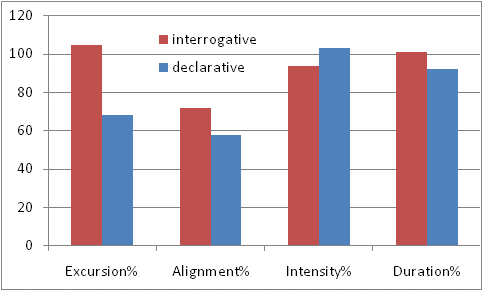 120
100
80
60
40
20
0
interrogative
declarative
Excursion% Alignment% Intensity% Duration%